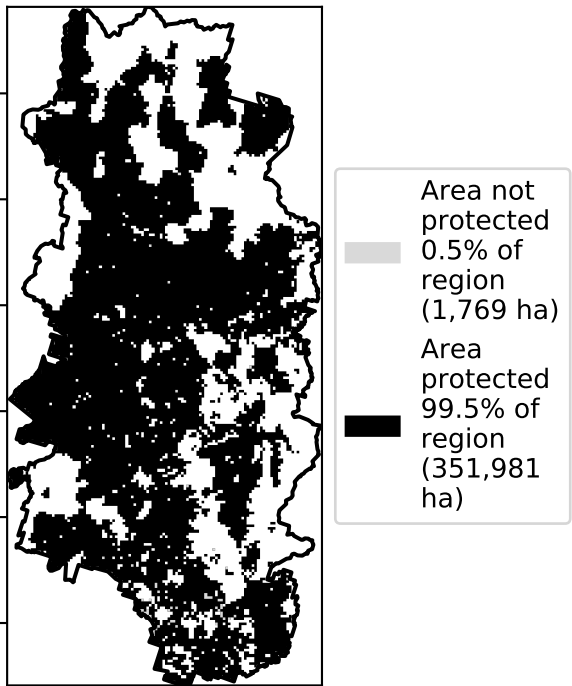 Area not
protected
0.5% of
region
(1,769 ha)
Area
protected
99.5% of
region
(351,981
ha)